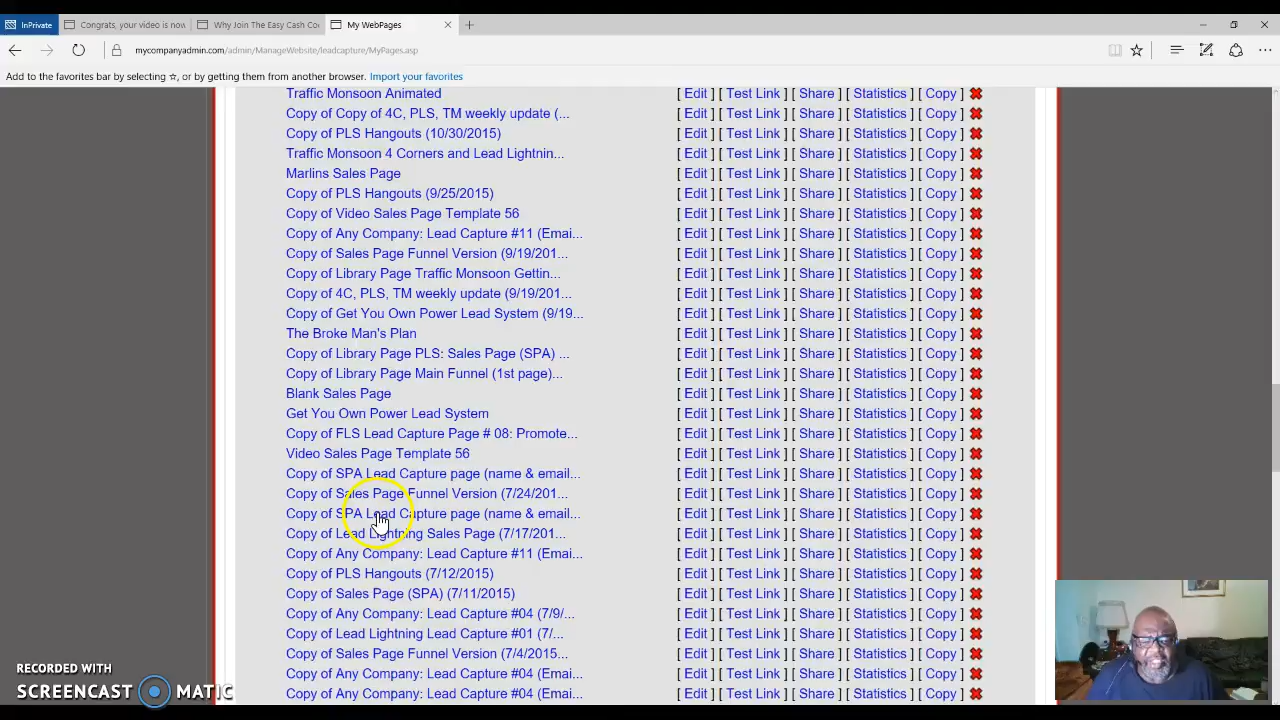 InPrivate
Congrats, your video is now
Why Join The Easy Cash Co
My WebPages
mycompanyadmin.com/admin/ManageWebsite/leadcapture/MyPages.asp
Add to the favorites bar by selecting ☆, or by getting them from another browser. Import your favorites
Traffic Monsoon Animated [ Edit ] [ Test Link ] [ Share ] [ Statistics ] [ Copy ]
Copy of Copy of 4C, PLS, TM weekly update (... [ Edit ] [ Test Link ] [ Share ] [ Statistics ] [ Copy ]
Copy of PLS Hangouts (10/30/2015) [ Edit ] [ Test Link ] [ Share ] [ Statistics ] [ Copy ]
Traffic Monsoon 4 Corners and Lead Lightnin... [ Edit ] [ Test Link ] [ Share ] [ Statistics ] [ Copy ]
Marlins Sales Page [ Edit ] [ Test Link ] [ Share ] [ Statistics ] [ Copy ]
Copy of PLS Hangouts (9/25/2015) [ Edit ] [ Test Link ] [ Share ] [ Statistics ] [ Copy ]
Copy of Video Sales Page Template 56 [ Edit ] [ Test Link ] [ Share ] [ Statistics ] [ Copy ]
Copy of Any Company: Lead Capture #11 (Emai... [ Edit ] [ Test Link ] [ Share ] [ Statistics ] [ Copy ]
Copy of Sales Page Funnel Version (9/19/201... [ Edit ] [ Test Link ] [ Share ] [ Statistics ] [ Copy ]
Copy of Library Page Traffic Monsoon Gettin... [ Edit ] [ Test Link ] [ Share ] [ Statistics ] [ Copy ]
Copy of 4C, PLS, TM weekly update (9/19/201... [ Edit ] [ Test Link ] [ Share ] [ Statistics ] [ Copy ]
Copy of Get You Own Power Lead System (9/19... [ Edit ] [ Test Link ] [ Share ] [ Statistics ] [ Copy ]
The Broke Man's Plan [ Edit ] [ Test Link ] [ Share ] [ Statistics ] [ Copy ]
Copy of Library Page PLS: Sales Page (SPA) ... [ Edit ] [ Test Link ] [ Share ] [ Statistics ] [ Copy ]
Copy of Library Page Main Funnel (1st page)... [ Edit ] [ Test Link ] [ Share ] [ Statistics ] [ Copy ]
Blank Sales Page [ Edit ] [ Test Link ] [ Share ] [ Statistics ] [ Copy ]
Get You Own Power Lead System [ Edit ] [ Test Link ] [ Share ] [ Statistics ] [ Copy ]
Copy of FLS Lead Capture Page # 08: Promote... [ Edit ] [ Test Link ] [ Share ] [ Statistics ] [ Copy ]
Video Sales Page Template 56 [ Edit ] [ Test Link ] [ Share ] [ Statistics ] [ Copy ]
Copy of SPA Lead Capture page (name & email... [ Edit ] [ Test Link ] [ Share ] [ Statistics ] [ Copy ]
Copy of Sales Page Funnel Version (7/24/201... [ Edit ] [ Test Link ] [ Share ] [ Statistics ] [ Copy ]
Copy of SPA Lead Capture page (name & email... [ Edit ] [ Test Link ] [ Share ] [ Statistics ] [ Copy ]
Copy of Lead Lightning Sales Page (7/17/201... [ Edit ] [ Test Link ] [ Share ] [ Statistics ] [ Copy ]
Copy of Any Company: Lead Capture #11 (Emai... [ Edit ] [ Test Link ] [ Share ] [ Statistics ] [ Copy ]
Copy of PLS Hangouts (7/12/2015) [ Edit ] [ Test Link ] [ Share ] [ Statistics ] [ Copy ]
Copy of Sales Page (SPA) (7/11/2015) [ Edit ] [ Test Link ] [ Share ] [ Statistics ] [ Copy ]
Copy of Any Company: Lead Capture #04 (7/9/... [ Edit ] [ Test Link ] [ Share ] [ Statistics ] [ Copy ]
Copy of Lead Lightning Lead Capture #01 (7/... [ Edit ] [ Test Link ] [ Share ] [ Statistics ] [ Copy ]
Copy of Sales Page Funnel Version (7/4/2015... [ Edit ] [ Test Link ] [ Share ] [ Statistics ] [ Copy ]
Copy of Any Company: Lead Capture #04 (Emai... [ Edit ] [ Test Link ] [ Share ] [ Statistics ] [ Copy ]
Copy of Any Company: Lead Capture #04 (Emai... [ Edit ] [ Test Link ] [ Share ] [ Statistics ] [ Copy ]
RECORDED WITH
SCREENCAST MATIC